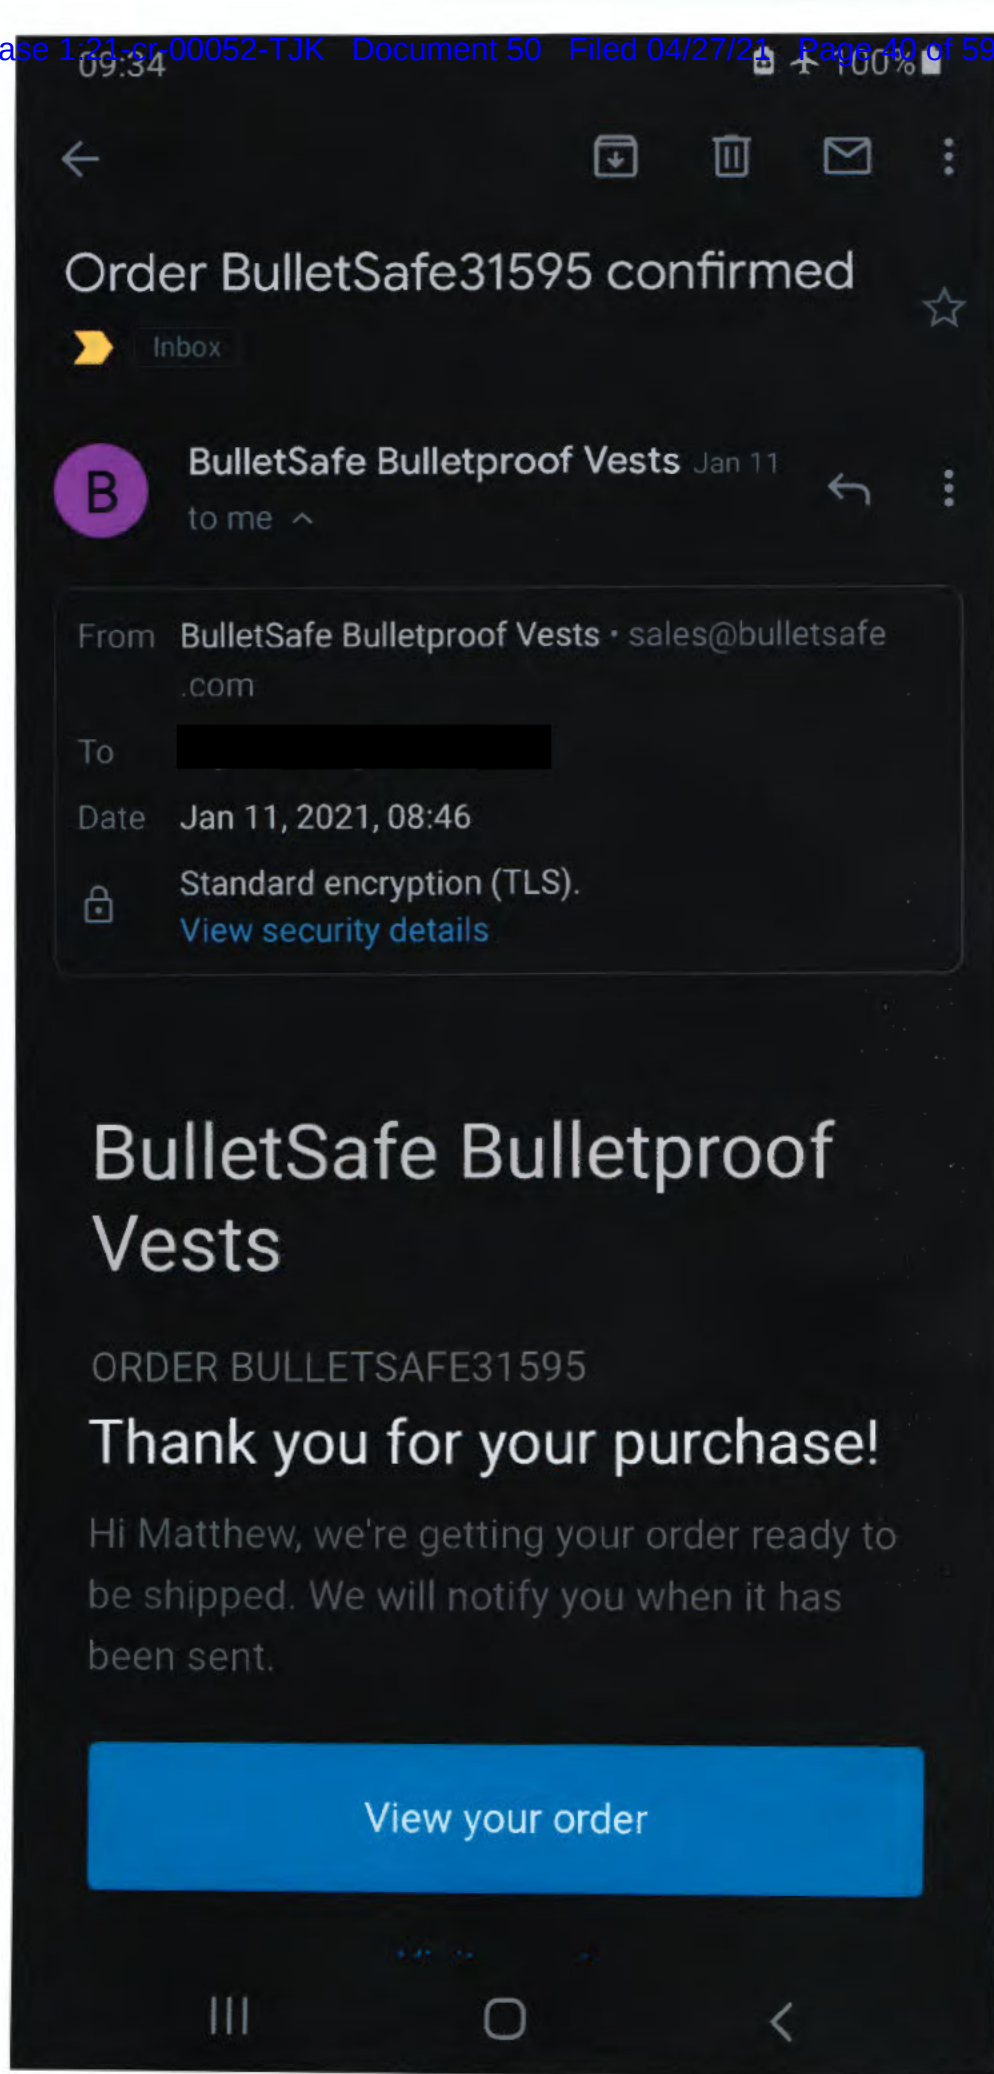 ase 1:21-cr-00052-TJK Document 50 Filed 04/27/21 Page 40 of 59
09:34 100%
Order BulletSafe31595 confirmed
Inbox
B
BulletSafe Bulletproof Vests Jan 11
to me
From BulletSafe Bulletproof Vests · sales@bulletsafe
.com
To
Date Jan 11, 2021, 08:46
Standard encryption (TLS).
View security details
BulletSafe Bulletproof
Vests
ORDER BULLETSAFE31595
Thank you for your purchase!
Hi Matthew, we're getting your order ready to
be shipped. We will notify you when it has
been sent.
View your order